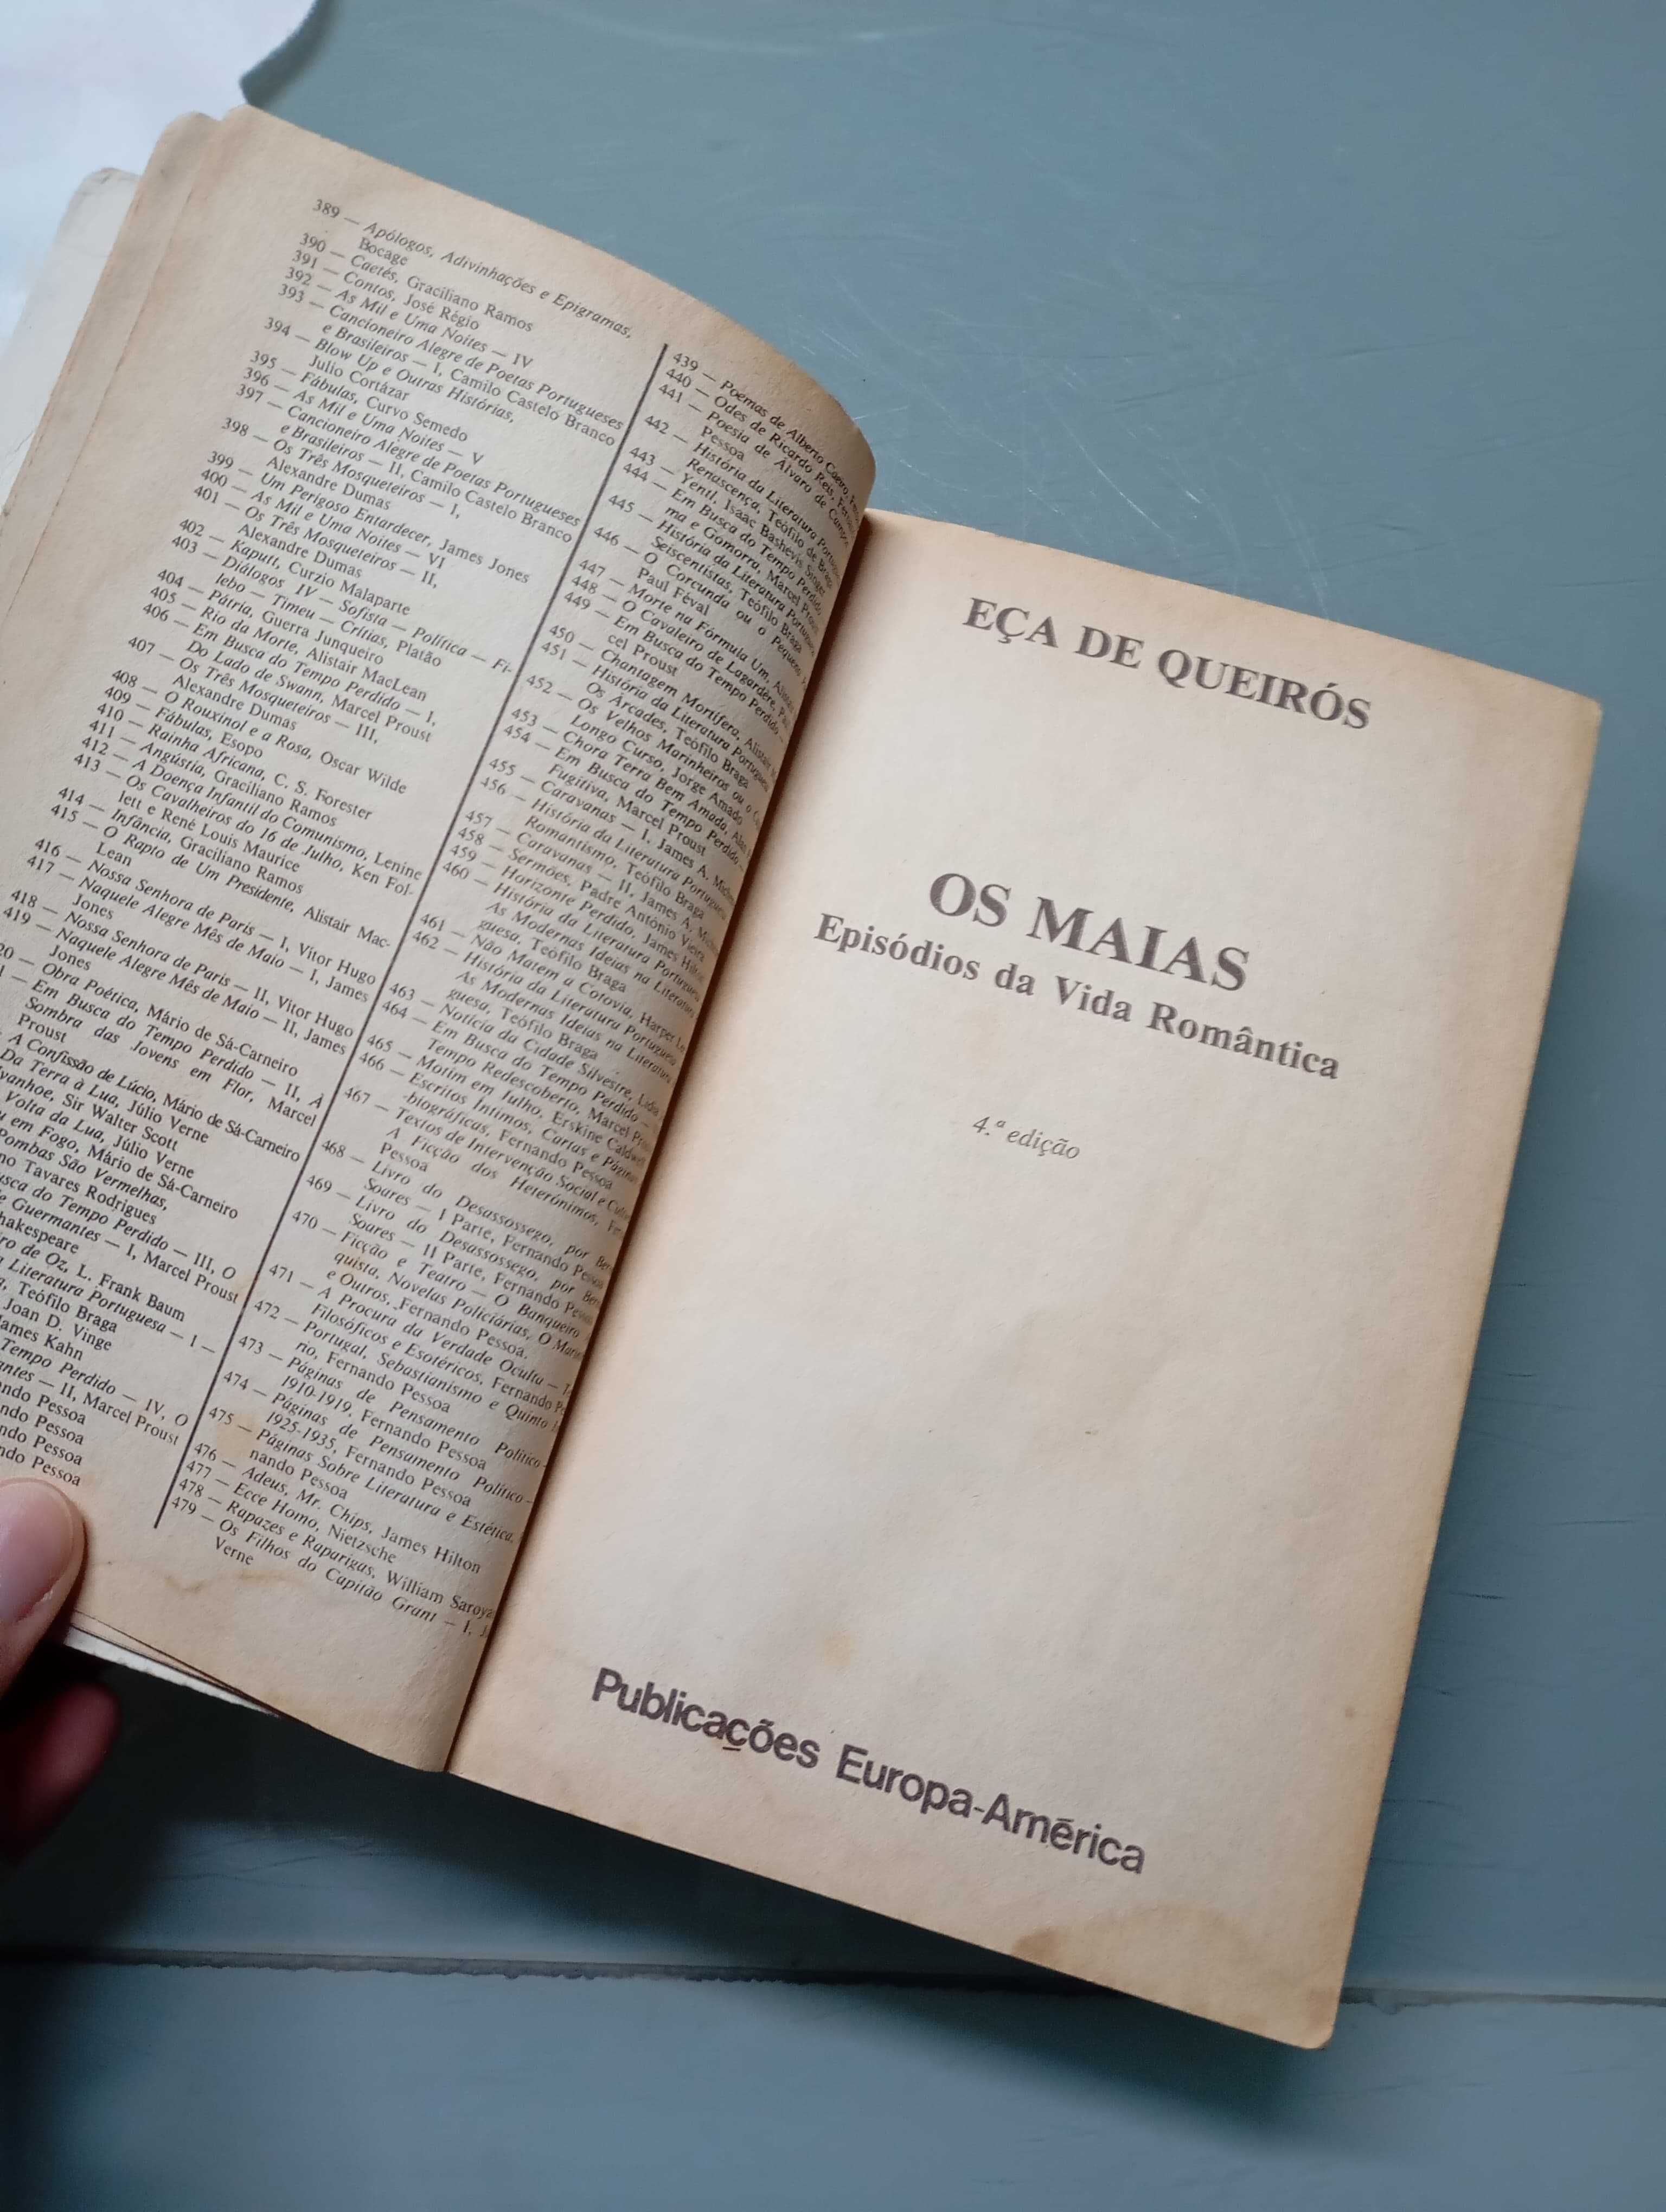 389 — Apólogos, Adivinhações e Epigramas,
Bocage
390 — Caetés, Graciliano Ramos
391 — Contos, José Régio
392 — As Mil e Uma Noites — IV
393 — Cancioneiro Alegre de Poetas Portugueses
e Brasileiros — I, Camilo Castelo Branco
394 — Blow Up e Outras Histórias,
Julio Cortázar
395 — Fábulas, Curvo Semedo
396 — As Mil e Uma Noites — V
397 — Cancioneiro Alegre de Poetas Portugueses
e Brasileiros — II, Camilo Castelo Branco
398 — Os Três Mosqueteiros — I,
Alexandre Dumas
399 — Um Perigoso Entardecer, James Jones
400 — As Mil e Uma Noites — VI
401 — Os Três Mosqueteiros — II,
Alexandre Dumas
402 — Kaputt, Curzio Malaparte
403 — Diálogos IV — Sofista — Política — Fi-
lebo — Timeu — Crítias, Platão
404 — Pátria, Guerra Junqueiro
405 — Rio da Morte, Alistair MacLean
406 — Em Busca do Tempo Perdido — I,
Do Lado de Swann, Marcel Proust
407 — Os Três Mosqueteiros — III,
Alexandre Dumas
408 — O Rouxinol e a Rosa, Oscar Wilde
409 — Fábulas, Esopo
410 — Rainha Africana, C. S. Forester
411 — Angústia, Graciliano Ramos
412 — A Doença Infantil do Comunismo, Lenine
413 — Os Cavalheiros do 16 de Julho, Ken Fol-
lett e René Louis Maurice
414 — Infância, Graciliano Ramos
415 — O Rapto de Um Presidente, Alistair Mac-
Lean
416 — Nossa Senhora de Paris — I, Vítor Hugo
417 — Naquele Alegre Mês de Maio — I, James
Jones
418 — Nossa Senhora de Paris — II, Vítor Hugo
419 — Naquele Alegre Mês de Maio — II, James
Jones
20 — Obra Poética, Mário de Sá-Carneiro
— Em Busca do Tempo Perdido — II, A
Sombra das Jovens em Flor, Marcel
Proust
A Confissão de Lúcio, Mário de Sá-Carneiro
Da Terra à Lua, Júlio Verne
Sir Walter Scott
Volta da Lua, Júlio Verne
em Fogo, Mário de Sá-Carneiro
Pombas São Vermelhas,
Tavares Rodrigues
do Tempo Perdido — III, O
Guermantes — I, Marcel Proust
de Oz, L. Frank Baum
Literatura Portuguesa — I —
Teófilo Braga
Joan D. Vinge
James Kahn
Tempo Perdido — IV, O
— II, Marcel Proust
Pessoa
Pessoa
Pessoa
Pessoa
439 — Poemas de Alberto Caeiro,
440 — Odes de Ricardo Reis,
441 — Poesia de Álvaro de Campos,
Pessoa
442 — História da Literatura
Renascença, Teófilo de Braga
443 — Yentl, Isaac Bashevis Singer
444 — Em Busca do Tempo Perdido
ma e Gomorra, Marcel
445 — História da Literatura
Seiscentistas, Teófilo Braga
446 — O Corcunda ou o Pequeno
Paul Féval
447 — Morte na Fórmula Um,
448 — O Cavaleiro de Lagardère,
449 — Em Busca do Tempo Perdido —
cel Proust
450 — Chantagem Mortífera, Alistair
451 — História da Literatura Portuguesa
Os Árcades, Teófilo Braga
452 — Os Velhos Marinheiros ou o
Longo Curso, Jorge Amado
453 — Chora Terra Bem Amada,
454 — Em Busca do Tempo Perdido —
Fugitiva, Marcel Proust
455 — Caravanas — I, James A.
456 — História da Literatura
Romantismo, Teófilo Braga
457 — Caravanas — II, James A.
458 — Sermões, Padre António Vieira
459 — Horizonte Perdido, James Hilton
460 — História da Literatura
As Modernas Ideias na Literatura
guesa, Teófilo Braga
461 — Não Matem a Cotovia, Harper
462 — História da Literatura Portuguesa
As Modernas Ideias na Literatura
guesa, Teófilo Braga
463 — Notícia da Cidade Silvestre,
464 — Em Busca do Tempo Perdido —
Tempo Redescoberto, Marcel
465 — Motim em Julho, Erskine
466 — Escritos Íntimos, Cartas e
-biográficas, Fernando Pessoa
467 — Textos de Intervenção Social e
A Ficção dos Heterónimos,
Pessoa
468 — Livro do Desassossego, por
Soares — I Parte, Fernando
469 — Livro do Desassossego, por
Soares — II Parte, Fernando
470 — Ficção e Teatro — O Banqueiro
quista, Novelas Policiárias, O
e Outros, Fernando Pessoa.
471 — A Procura da Verdade Oculta —
Filosóficos e Esotéricos, Fernando
472 — Portugal, Sebastianismo e Quinto
rio, Fernando Pessoa
473 — Páginas de Pensamento Político —
1910-1919, Fernando Pessoa
474 — Páginas de Pensamento Político —
1925-1935, Fernando Pessoa
475 — Páginas Sobre Literatura e Estética,
nando Pessoa
476 — Adeus, Mr. Chips, James Hilton
477 — Ecce Homo, Nietzsche
478 — Rapazes e Raparigas, William
479 — Os Filhos do Capitão Grant — I,
Verne
EÇA DE QUEIRÓS
OS MAIAS
Episódios da Vida Romântica
4.ª edição
Publicações Europa-América